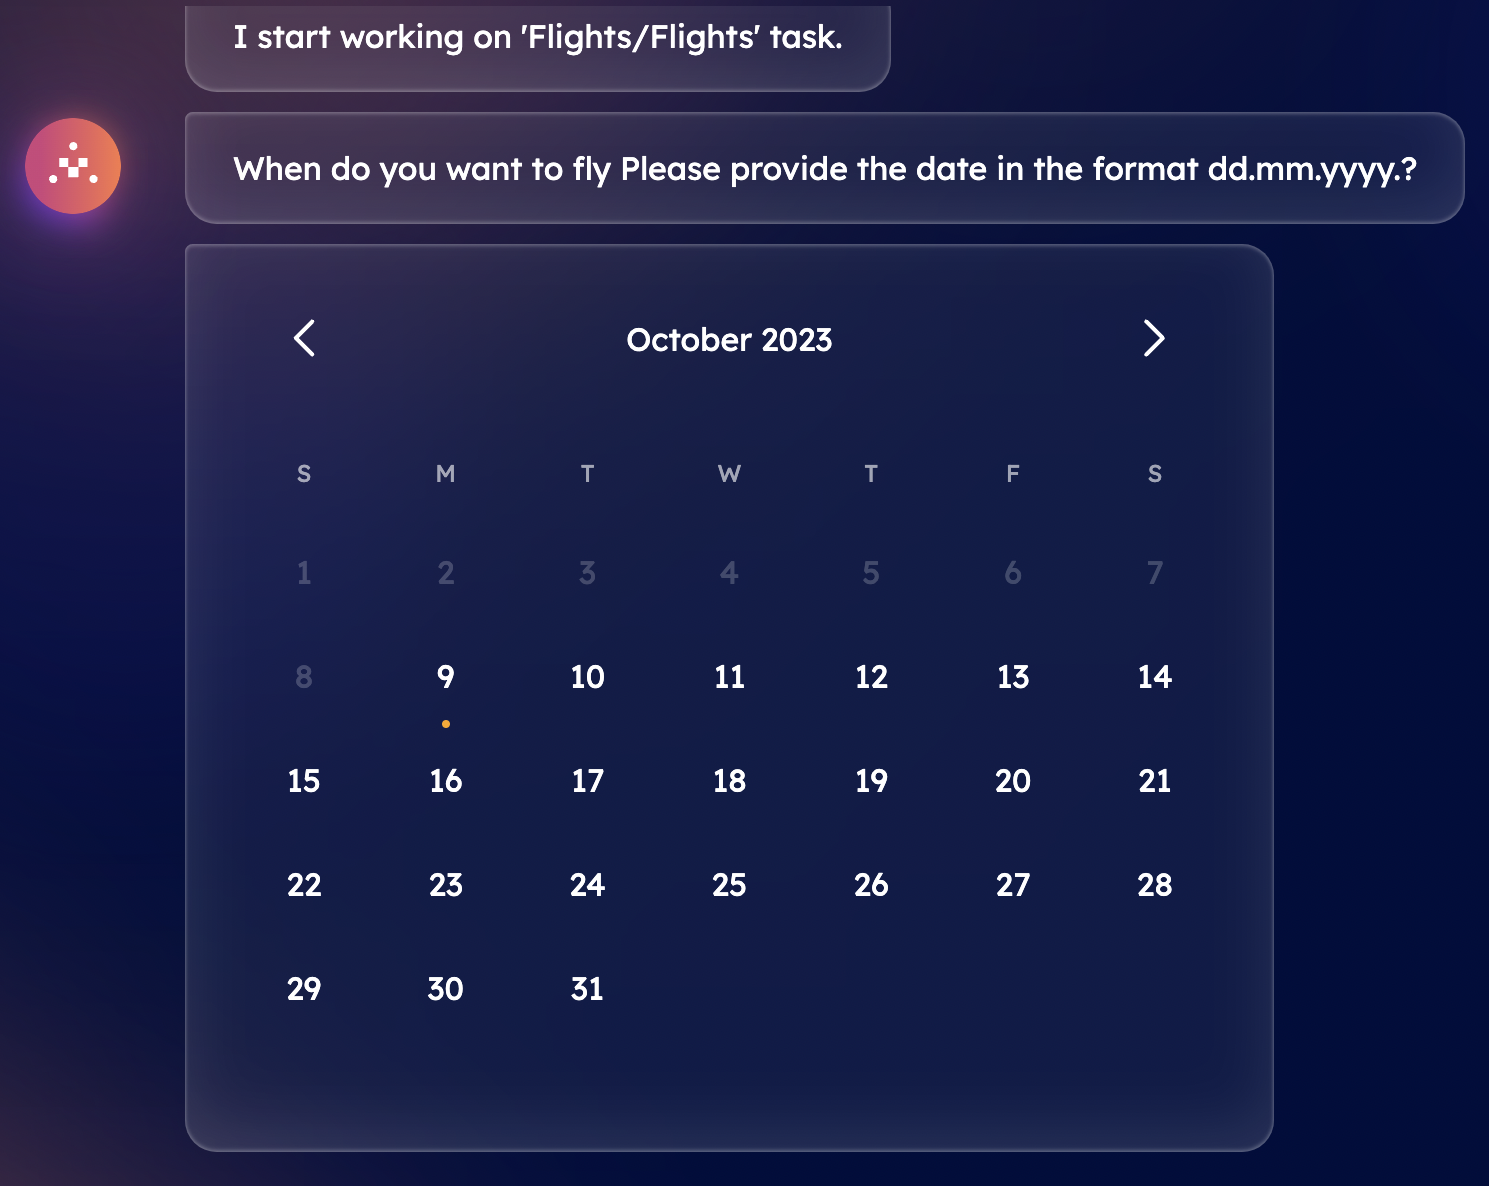 I start working on 'Flights/Flights' task.
When do you want to fly Please provide the date in the format dd.mm.yyyy.?
October 2023
S M T W T F S
1 2 3 4 5 6 7
8 9 10 11 12 13 14
15 16 17 18 19 20 21
22 23 24 25 26 27 28
29 30 31